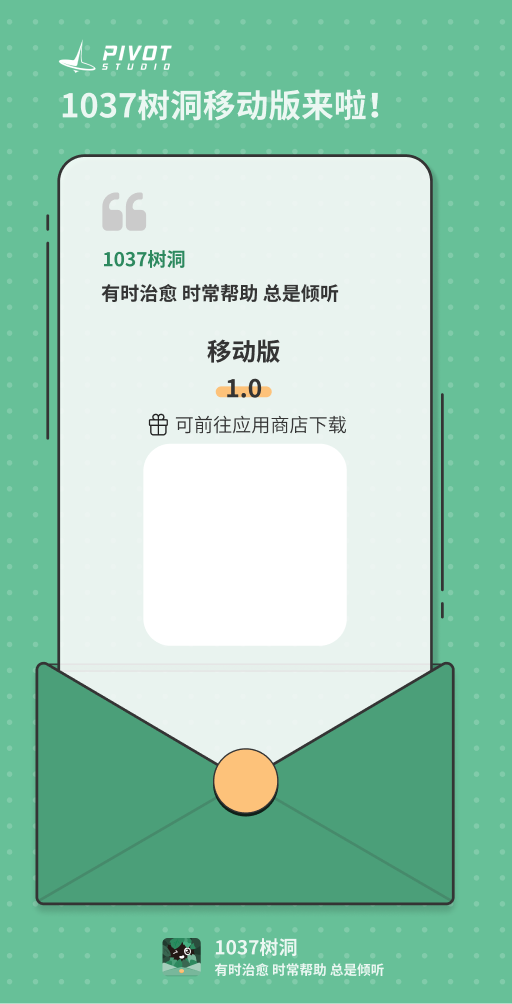 PIVOT
STUDIO
1037树洞移动版来啦！
1037树洞
有时治愈 时常帮助 总是倾听
移动版
1.0
可前往应用商店下载
1037树洞
有时治愈 时常帮助 总是倾听